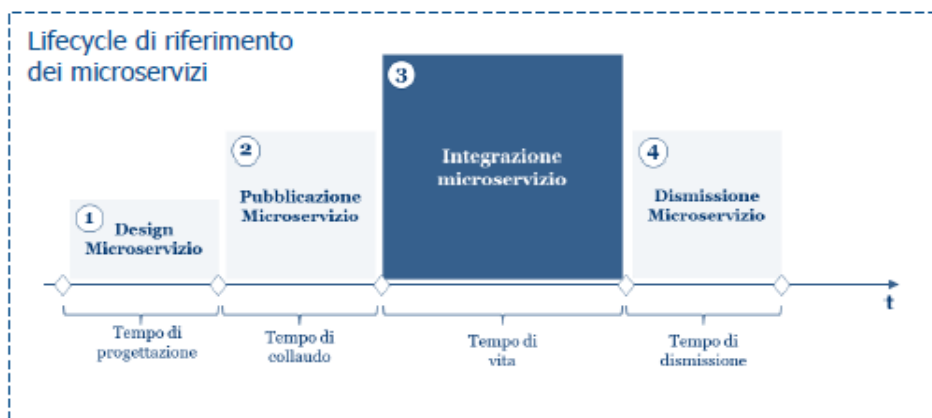 Lifecycle di riferimento
dei microservizi
1
Design
Microservizio
2
Pubblicazione
Microservizio
3
Integrazione
microservizio
4
Dismissione
Microservizio
t
Tempo di
progettazione
Tempo di
collaudo
Tempo di
vita
Tempo di
dismissione